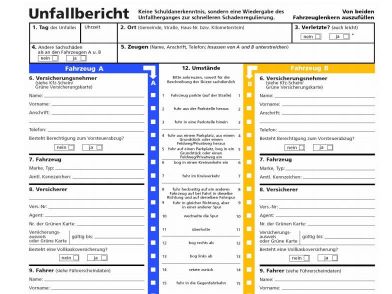 Unfallbericht
Keine Schuldanerkenntnis, sondern eine Wiedergabe des
Unfallherganges zur schnelleren Schadensregulierung.
Von beiden
Fahrzeuglenkern auszufüllen
1. Tag des Unfalles Uhrzeit
2. Ort (Gemeinde, Straße, Haus-Nr. bzw. Kilometerstein)
3. Verletzte? (auch leicht)
nein ja
4. Andere Sachschäden
als an den Fahrzeugen A u. B
nein ja
5. Zeugen (Name, Anschrift, Telefon; Insassen von A und B unterstreichen)
Fahrzeug A
12. Umstände
Fahrzeug B
A
B
6. Versicherungsnehmer
(siehe Kfz-Schein/
Grüne Versicherungskarte)
Name:
Vorname:
Anschrift:
Telefon:
Besteht Berechtigung zum Vorsteuerabzug?
nein ja
7. Fahrzeug
Marke, Typ:
Amtl. Kennzeichen:
8. Versicherer
Vers.-Nr:
Agent:
Nr. der Grünen Karte:
Versicherungs-
ausweis
oder Grüne Karte
gültig bis:
Besteht eine Vollkaskoversicherung?
nein ja
9. Fahrer (siehe Führerscheindaten)
Name:
Vorname:
Bitte ankreuzen, soweit für die
Beschreibung der Skizze sachdienlich
1 Fahrzeug parkte (auf der Straße) 1
2 fuhr aus der Parkstelle heraus 2
3 fuhr in die Parkstelle hinein 3
4 fuhr aus einem Parkplatz, aus einem
Grundstück oder einem
Feldweg/Privatweg 4
5 fuhr auf einen Parkplatz, bog in ein
Grundstück oder einen
Feldweg/Privatweg ein 5
6 bog in einen Kreisverkehr ein 6
7 fuhr im Kreisverkehr 7
8 fuhr beabsichtigt auf ein anderes
Fahrzeug auf bei Fahrt in dieselbe
Richtung und auf derselben Fahrspur 8
9 fuhr in gleicher Richtung, aber
in einer anderen Spur 9
10 wechselte die Spur 10
11 überholte 11
12 bog rechts ab 12
13 bog links ab 13
14 setzte zurück 14
15 fuhr in die Gegenfahrbahn 15
6. Versicherungsnehmer
(siehe Kfz-Schein/
Grüne Versicherungskarte)
Name:
Vorname:
Anschrift:
Telefon:
Besteht Berechtigung zum Vorsteuerabzug?
nein ja
7. Fahrzeug
Marke, Typ:
Amtl. Kennzeichen:
8. Versicherer
Vers.-Nr:
Agent:
Nr. der Grünen Karte:
Versicherungs-
ausweis
oder Grüne Karte
gültig bis:
Besteht eine Vollkaskoversicherung?
nein ja
9. Fahrer (siehe Führerscheindaten)
Name:
Vorname: